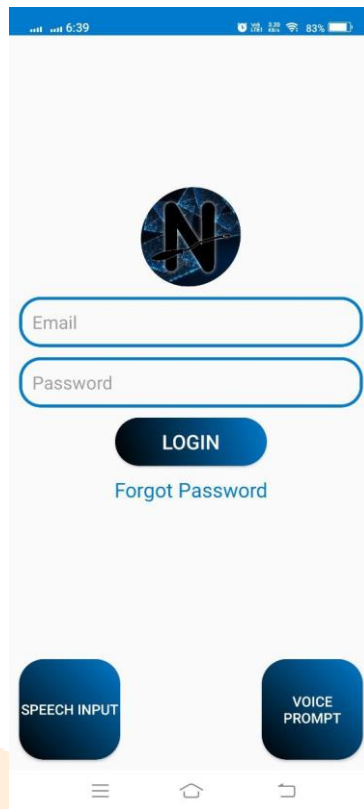 6:39
83%
N
Email
Password
LOGIN
Forgot Password
SPEECH INPUT
VOICE
PROMPT